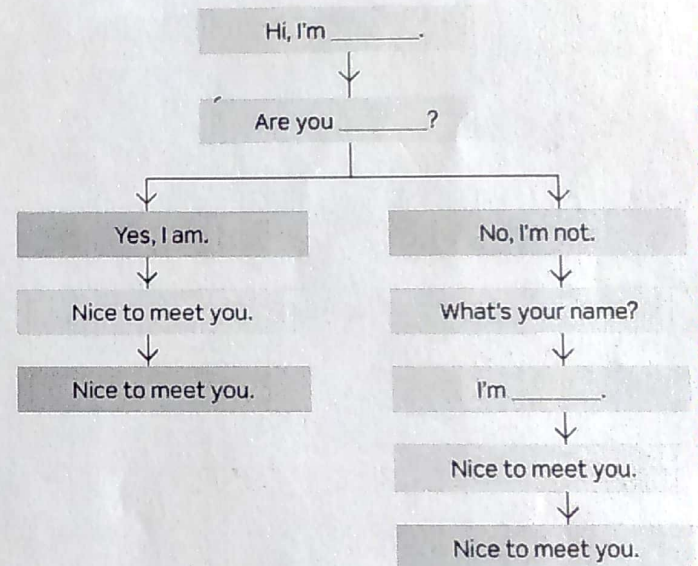 Hi, I'm ________.
Are you ________?
Yes, I am.
Nice to meet you.
Nice to meet you.
No, I'm not.
What's your name?
I'm ________.
Nice to meet you.
Nice to meet you.